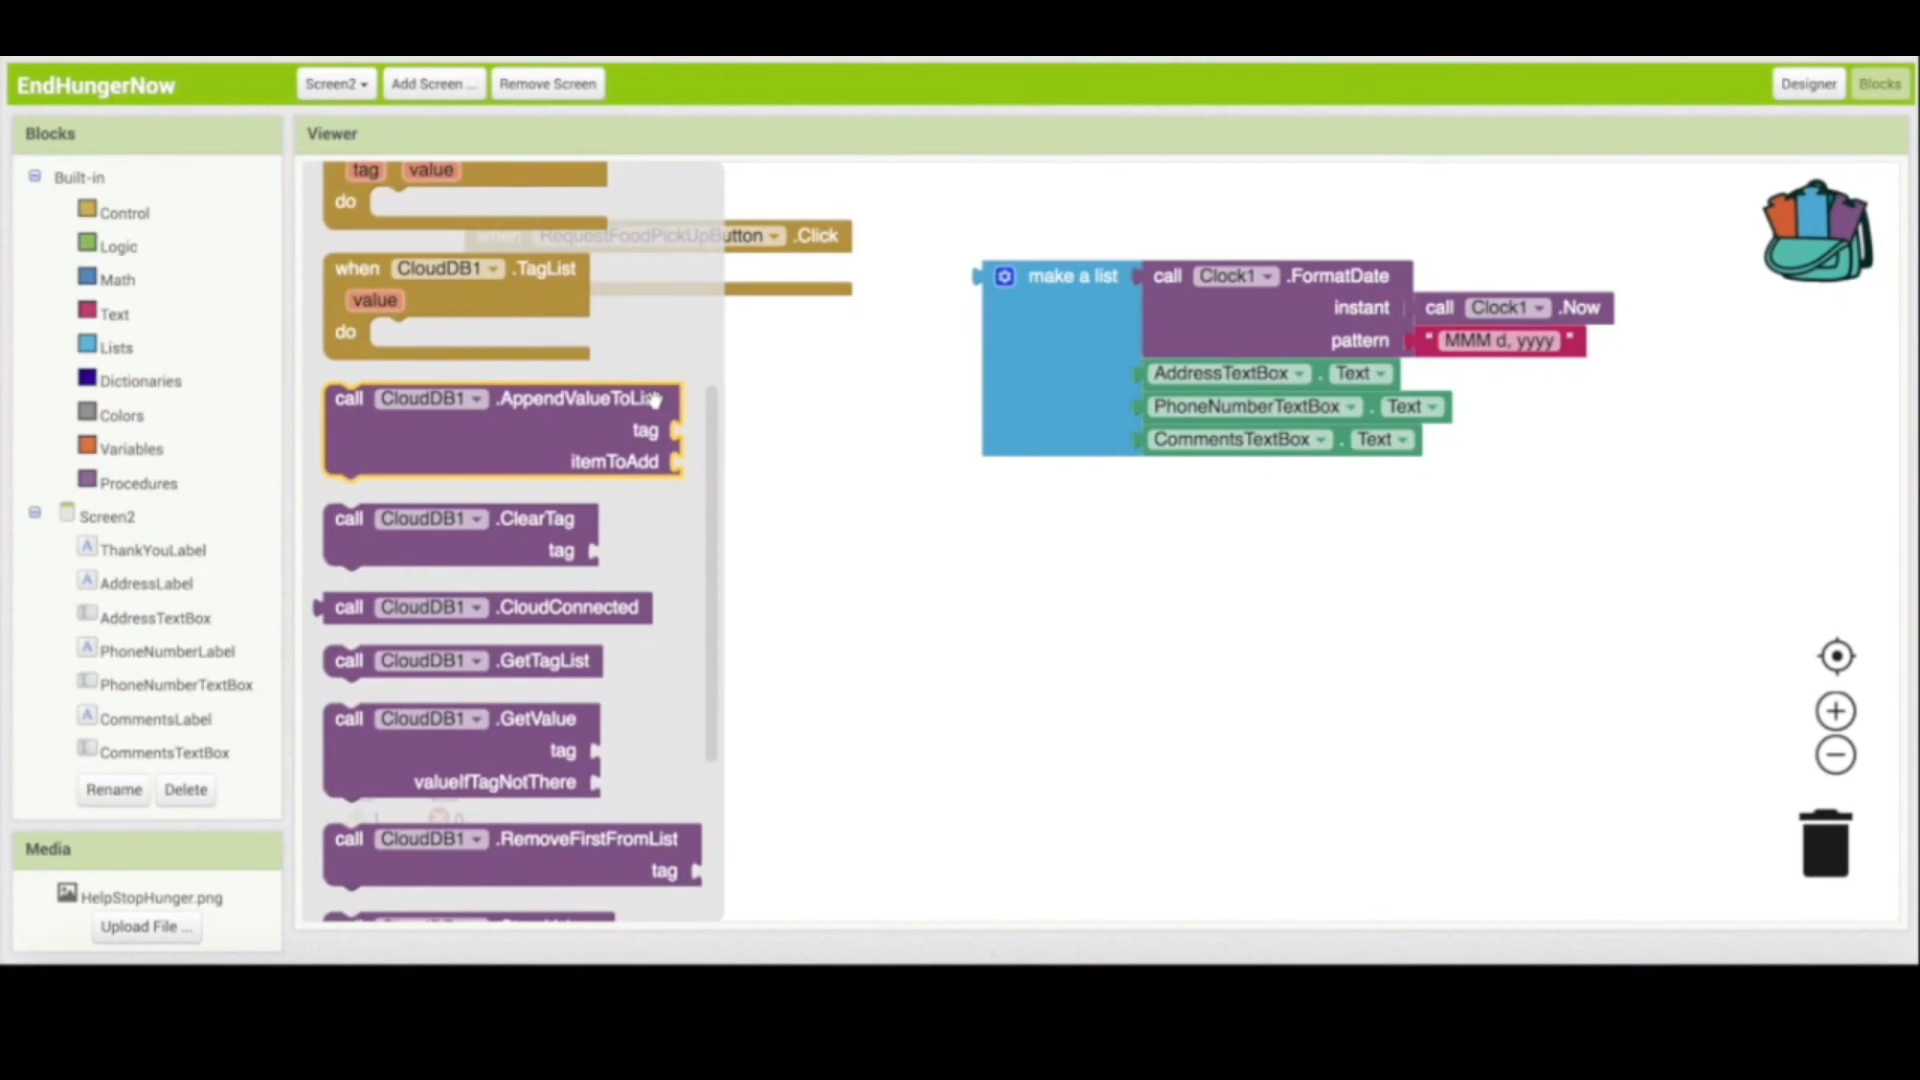 EndHungerNow
Screen2
Add Screen ...
Remove Screen
Designer
Blocks
Blocks
Viewer
Built-in
Control
Logic
Math
Text
Lists
Dictionaries
Colors
Variables
Procedures
Screen2
ThankYouLabel
AddressLabel
AddressTextBox
PhoneNumberLabel
PhoneNumberTextBox
CommentsLabel
CommentsTextBox
Rename
Delete
Media
HelpStopHunger.png
Upload File ...
tag value
do
when RequestFoodPickUpButton .Click
when CloudDB1 .TagList
value
do
call CloudDB1 .AppendValueToList
tag
itemToAdd
call CloudDB1 .ClearTag
tag
call CloudDB1 .CloudConnected
call CloudDB1 .GetTagList
call CloudDB1 .GetValue
tag
valueIfTagNotThere
call CloudDB1 .RemoveFirstFromList
tag
make a list
call Clock1 .FormatDate
instant
call Clock1 .Now
pattern
" MMM d, yyyy "
AddressTextBox . Text
PhoneNumberTextBox . Text
CommentsTextBox . Text